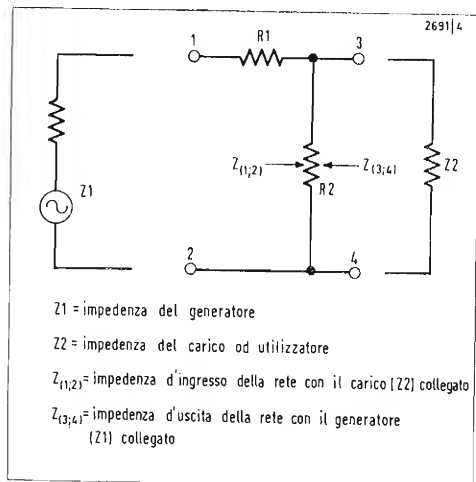 2691|4
R1
1
3
Z1
Z(1;2)
Z(3;4)
R2
Z2
2
4
Z1 = impedenza del generatore
Z2 = impedenza del carico od utilizzatore
Z(1;2)= impedenza d'ingresso della rete con il carico (Z2) collegato
Z(3;4)= impedenza d'uscita della rete con il generatore
(Z1) collegato